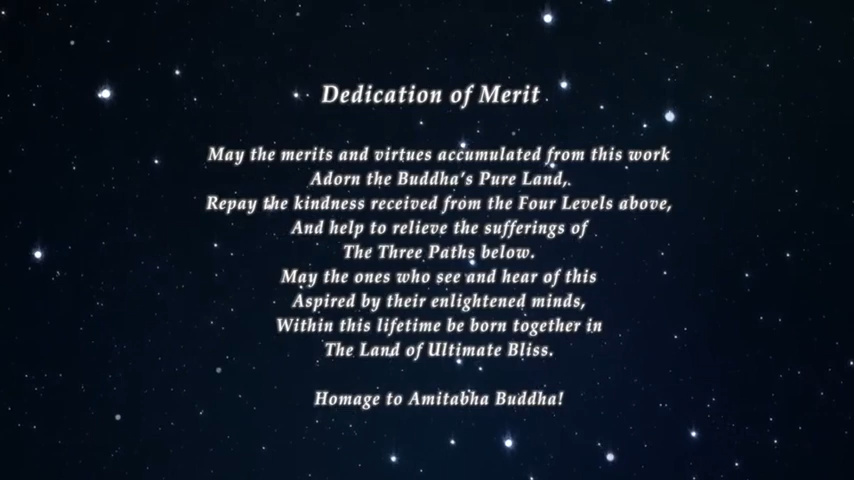 Dedication of Merit
May the merits and virtues accumulated from this work
Adorn the Buddha's Pure Land,.
Repay the kindness received from the Four Levels above,
And help to relieve the sufferings of
The Three Paths below.
May the ones who see and hear of this
Aspired by their enlightened minds,
Within this lifetime be born together in
The Land of Ultimate Bliss.
Homage to Amitabha Buddha!